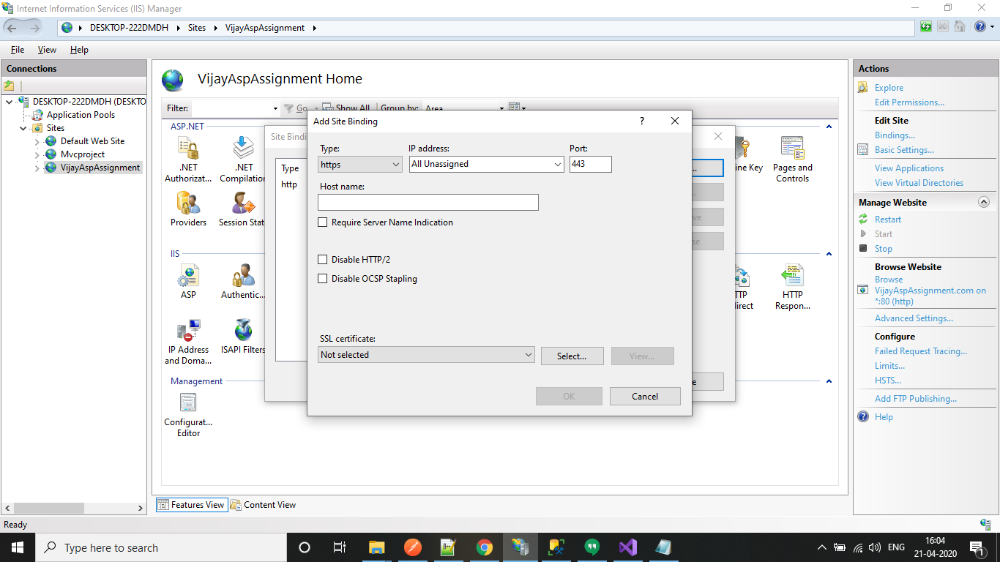 Internet Information Services (IIS) Manager
DESKTOP-222DMDH
Sites
VijayAspAssignment
File View Help
Connections
DESKTOP-222DMDH (DESKTO
Application Pools
Sites
Default Web Site
Mvcproject
VijayAspAssignment
VijayAspAssignment Home
Filter:
Go
Show All
Group by:
Area
ASP.NET
.NET Authorizat...
.NET Compilation
Pages and Controls
Providers
Session Stat
IIS
ASP
Authentic...
HTTP Respon...
IP Address and Doma...
ISAPI Filters
Management
Configurat... Editor
Features View
Content View
Site Bindi
Type
http
Add Site Binding
?
Type:
IP address:
Port:
https
All Unassigned
443
Host name:
Require Server Name Indication
Disable HTTP/2
Disable OCSP Stapling
SSL certificate:
Not selected
Select...
View...
OK
Cancel
Actions
Explore
Edit Permissions...
Edit Site
Bindings...
Basic Settings...
View Applications
View Virtual Directories
Manage Website
Restart
Start
Stop
Browse Website
Browse
VijayAspAssignment.com on
*:80 (http)
Advanced Settings...
Configure
Failed Request Tracing...
Limits...
HSTS...
Add FTP Publishing...
Help
Ready
Type here to search
ENG
16:04
21-04-2020
1